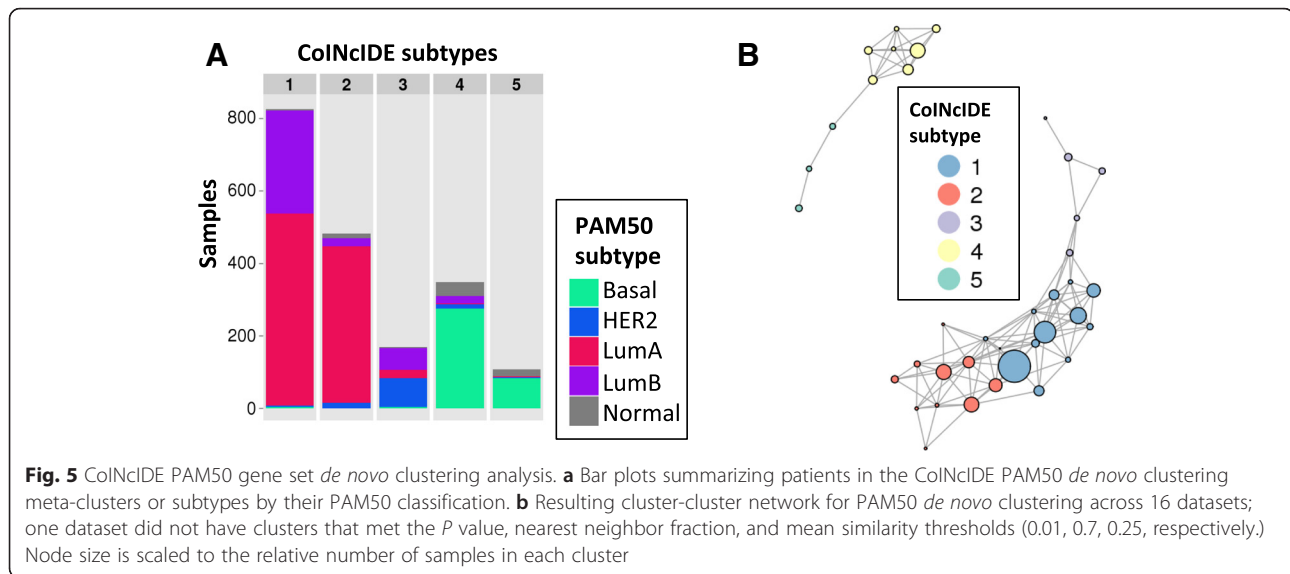 A
CoINcIDE subtypes
1 2 3 4 5
800
600
400
200
0
Samples
PAM50
subtype
Basal
HER2
LumA
LumB
Normal
B
CoINcIDE
subtype
1
2
3
4
5
Fig. 5 CoINcIDE PAM50 gene set de novo clustering analysis. a Bar plots summarizing patients in the CoINcIDE PAM50 de novo clustering
meta-clusters or subtypes by their PAM50 classification. b Resulting cluster-cluster network for PAM50 de novo clustering across 16 datasets;
one dataset did not have clusters that met the P value, nearest neighbor fraction, and mean similarity thresholds (0.01, 0.7, 0.25, respectively.)
Node size is scaled to the relative number of samples in each cluster